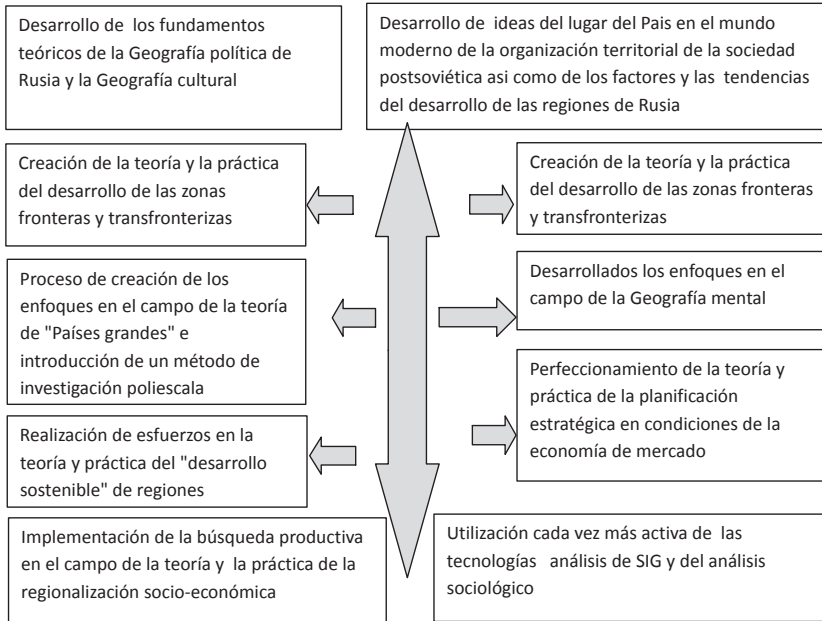 Desarrollo de los fundamentos
teóricos de la Geografía política de
Rusia y la Geografía cultural
Desarrollo de ideas del lugar del Pais en el mundo
moderno de la organización territorial de la sociedad
postsoviética asi como de los factores y las tendencias
del desarrollo de las regiones de Rusia
Creación de la teoría y la práctica
del desarrollo de las zonas
fronteras y transfronterizas
Creación de la teoría y la práctica
del desarrollo de las zonas fronteras
y transfronterizas
Proceso de creación de los
enfoques en el campo de la teoría
de "Países grandes" e
introducción de un método de
investigación poliescala
Desarrollados los enfoques en el
campo de la Geografía mental
Perfeccionamiento de la teoría y
práctica de la planificación
estratégica en condiciones de la
economía de mercado
Realización de esfuerzos en la
teoría y práctica del "desarrollo
sostenible" de regiones
Implementación de la búsqueda productiva
en el campo de la teoría y la práctica de la
regionalización socio-económica
Utilización cada vez más activa de las
tecnologías análisis de SIG y del análisis
sociológico